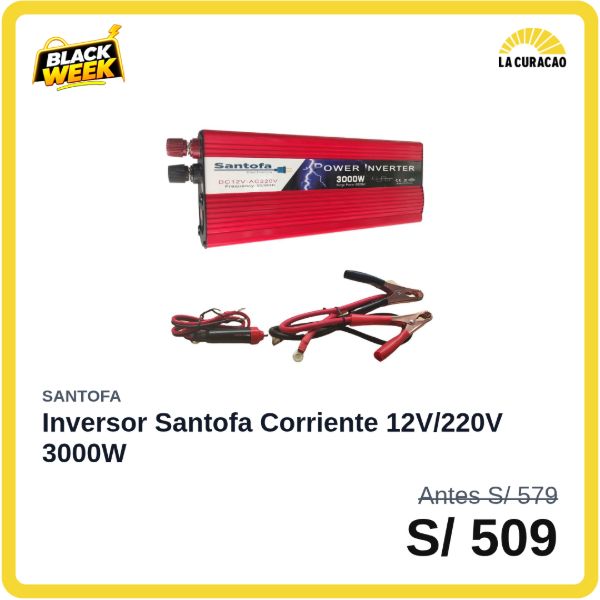 BLACK
WEEK
LA CURACAO
Santofa
POWER INVERTER
3000W
DC12V-AC220V
SANTOFA
Inversor Santofa Corriente 12V/220V
3000W
Antes S/ 579
S/ 509